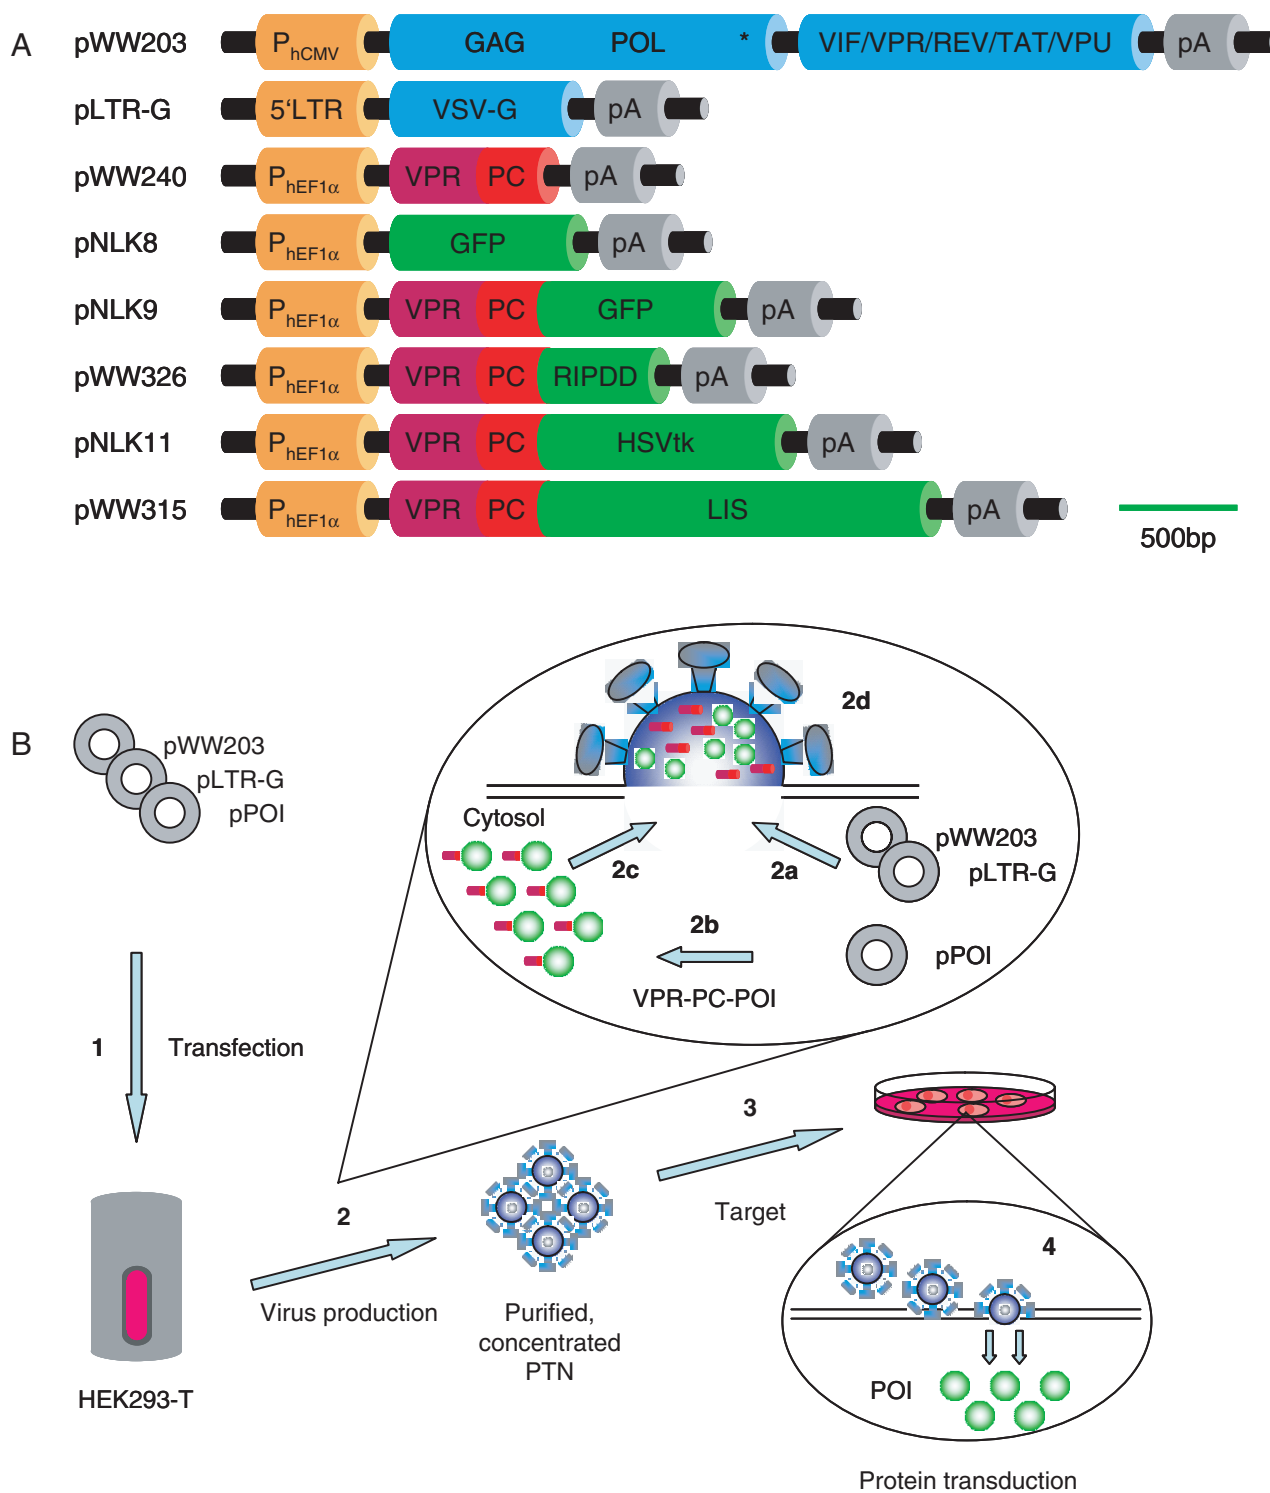 A
pWW203 PhCMV GAG POL * VIF/VPR/REV/TAT/VPU pA
pLTR-G 5‘LTR VSV-G pA
pWW240 PhEF1α VPR PC pA
pNLK8 PhEF1α GFP pA
pNLK9 PhEF1α VPR PC GFP pA
pWW326 PhEF1α VPR PC RIPDD pA
pNLK11 PhEF1α VPR PC HSVtk pA
pWW315 PhEF1α VPR PC LIS pA
500bp
B
pWW203
pLTR-G
pPOI
1 Transfection
HEK293-T
2
Virus production
2d
Cytosol
2c
2a
pWW203
pLTR-G
2b
VPR-PC-POI
pPOI
Purified,
concentrated
PTN
3
Target
4
POI
Protein transduction